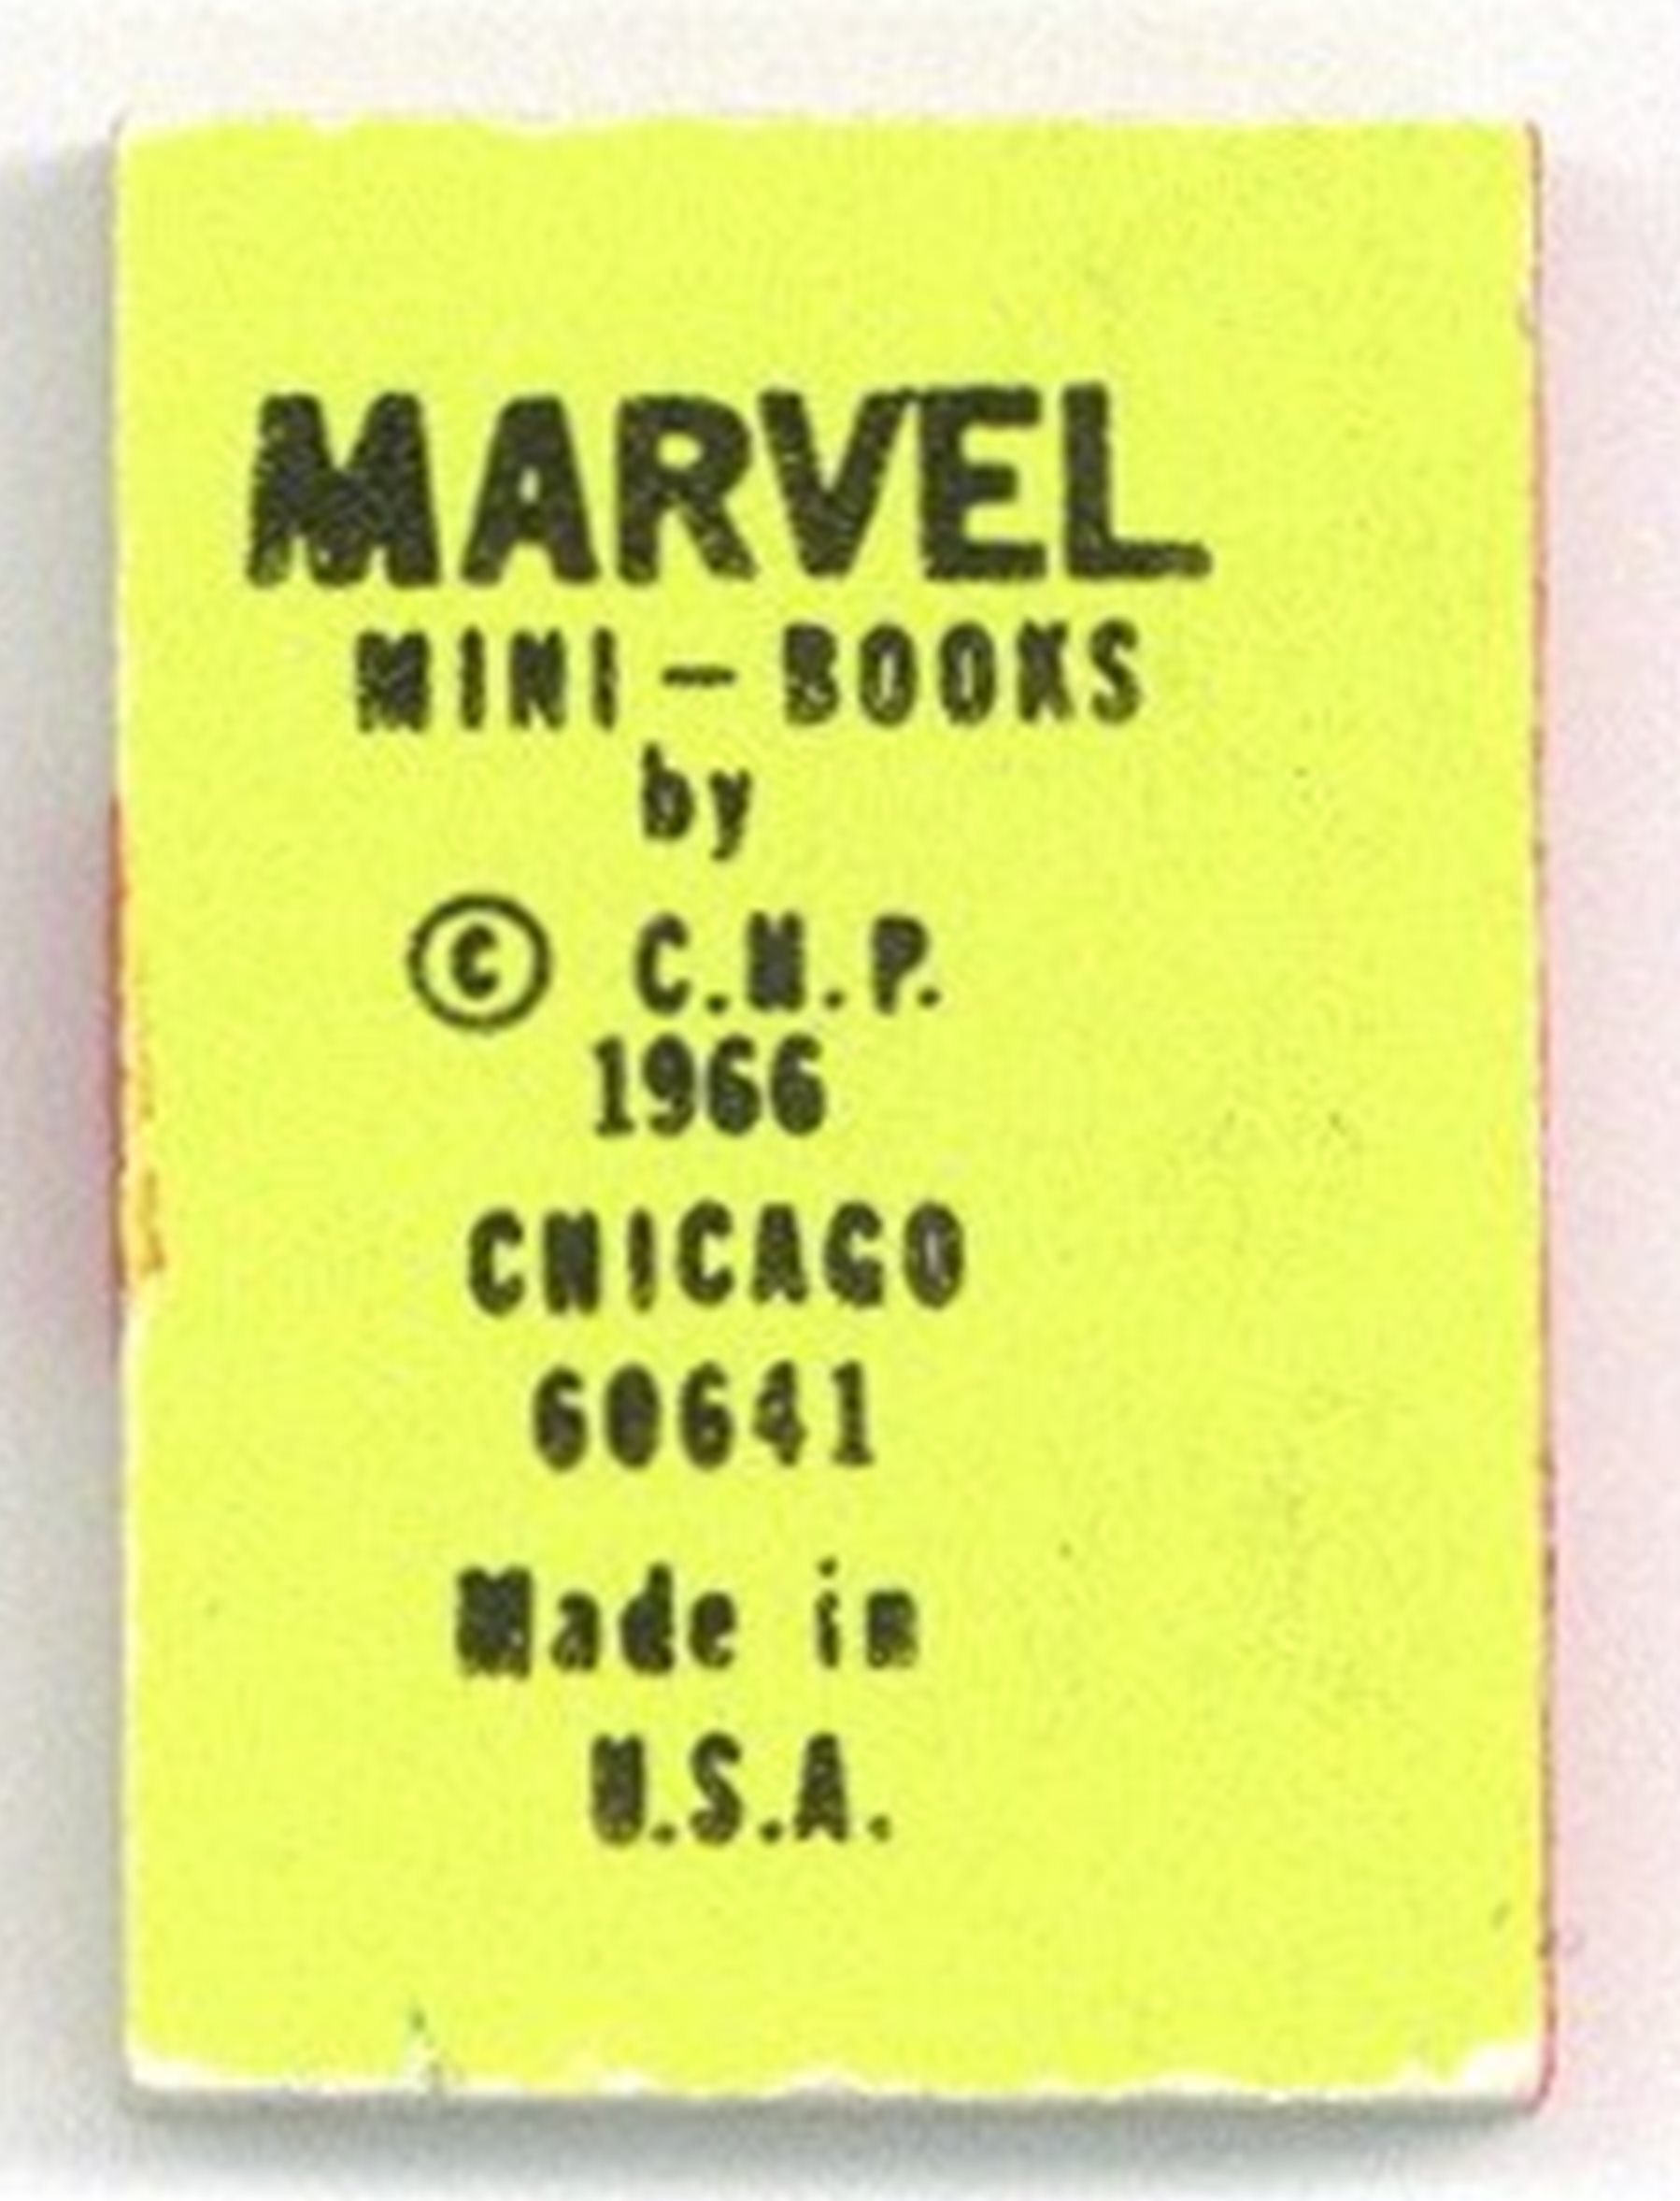 MARVEL
MINI-BOOKS
by
© C.M.P.
1966
CHICAGO
60641
Made in
U.S.A.